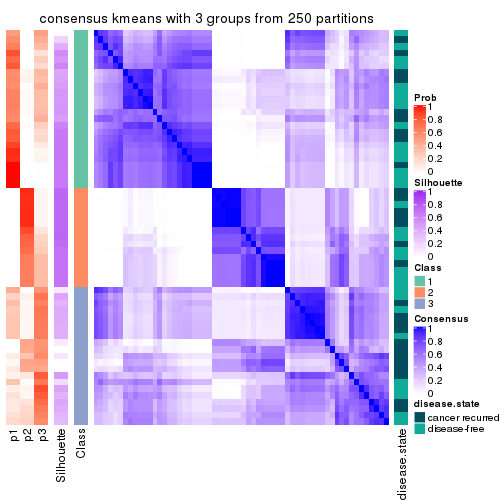 consensus kmeans with 3 groups from 250 partitions
Prob
1
0.8
0.6
0.4
0.2
0
Silhouette
1
0.8
0.6
0.4
0.2
0
Class
1
2
3
Consensus
1
0.8
0.6
0.4
0.2
0
disease.state
cancer recurred
disease-free
p1
p2
p3
Silhouette
Class
disease.state